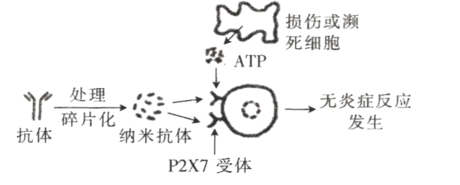 损伤或濒
死细胞
ATP
处理
碎片化
抗体
纳米抗体
无炎症反应
发生
P2X7 受体